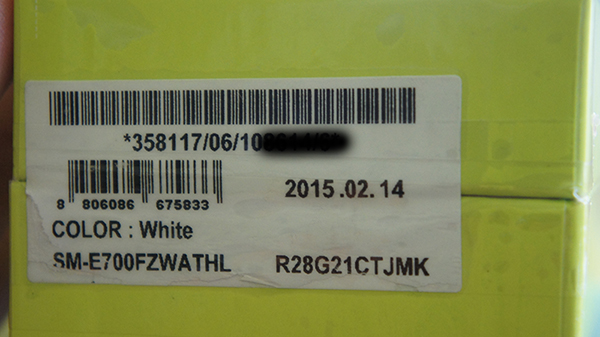 *358117/06/10
8 806086 675833
2015.02.14
COLOR : White
SM-E700FZWATHL R28G21CTJMK